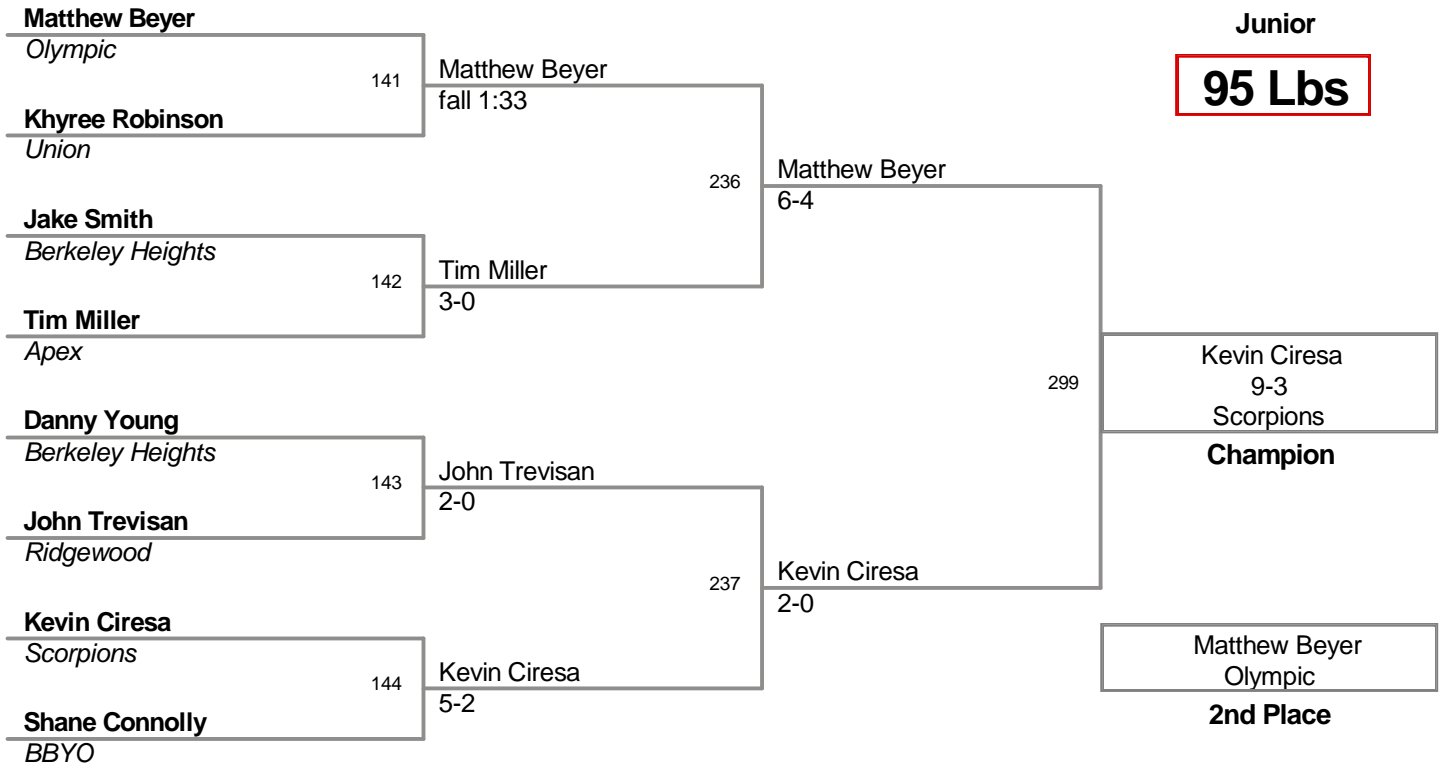 Matthew Beyer
Olympic
141
Khyree Robinson
Union
Jake Smith
Berkeley Heights
142
Tim Miller
Apex
Danny Young
Berkeley Heights
143
John Trevisan
Ridgewood
Kevin Ciresa
Scorpions
144
Shane Connolly
BBYO
Matthew Beyer
fall 1:33
236
Tim Miller
3-0
John Trevisan
2-0
237
Kevin Ciresa
5-2
Matthew Beyer
6-4
299
Kevin Ciresa
2-0
Junior
95 Lbs
Kevin Ciresa
9-3
Scorpions
Champion
Matthew Beyer
Olympic
2nd Place